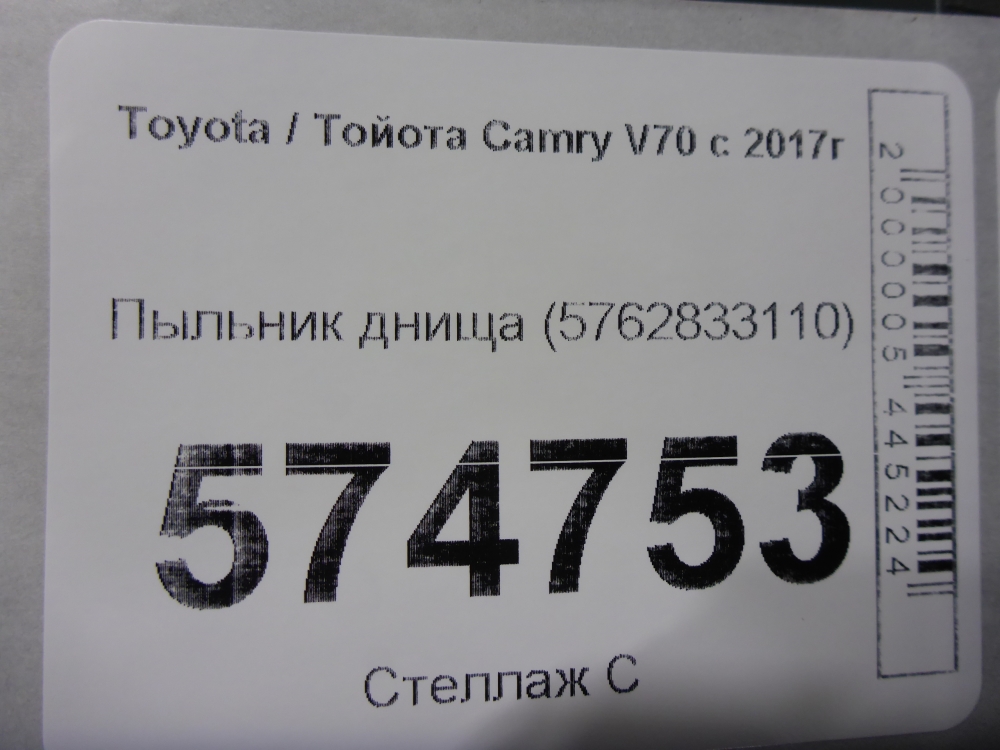 Toyota / Тойота Camry V70 с 2017г
Пыльник днища (5762833110)
574753
Стеллаж С
2000005445224